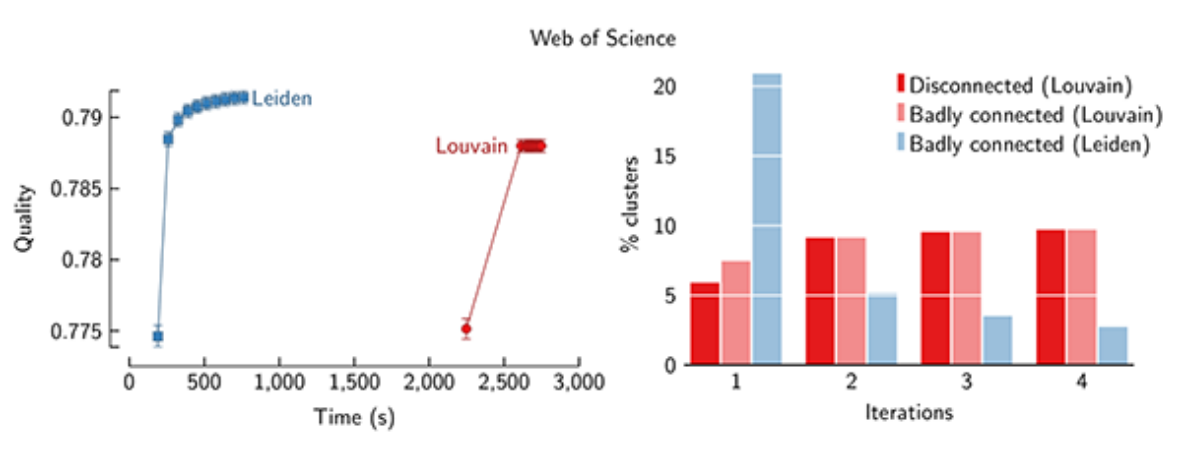 Web of Science
Quality
0.79
0.785
0.78
0.775
Leiden
Louvain
0 500 1,000 1,500 2,000 2,500 3,000
Time (s)
% clusters
20
15
10
5
0
Disconnected (Louvain)
Badly connected (Louvain)
Badly connected (Leiden)
1 2 3 4
Iterations